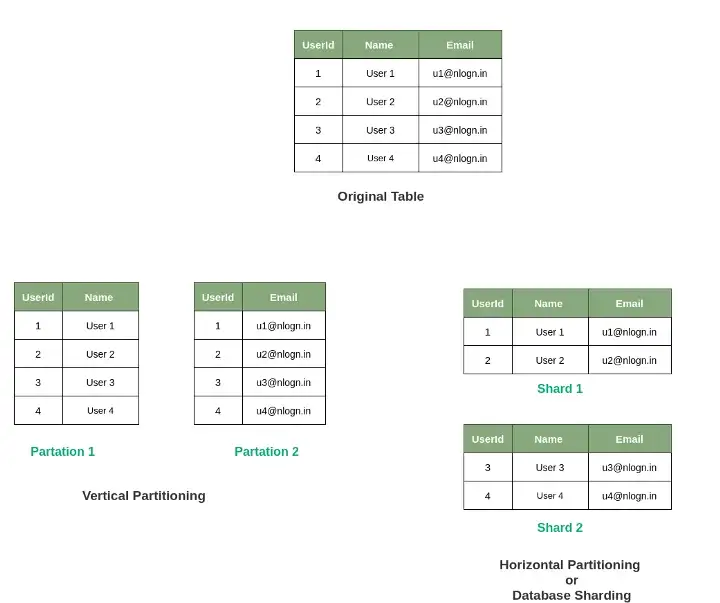 UserId Name Email
1 User 1 u1@nlogn.in
2 User 2 u2@nlogn.in
3 User 3 u3@nlogn.in
4 User 4 u4@nlogn.in
Original Table
UserId Name
1 User 1
2 User 2
3 User 3
4 User 4
Partation 1
UserId Email
1 u1@nlogn.in
2 u2@nlogn.in
3 u3@nlogn.in
4 u4@nlogn.in
Partation 2
Vertical Partitioning
UserId Name Email
1 User 1 u1@nlogn.in
2 User 2 u2@nlogn.in
Shard 1
UserId Name Email
3 User 3 u3@nlogn.in
4 User 4 u4@nlogn.in
Shard 2
Horizontal Partitioning
or
Database Sharding